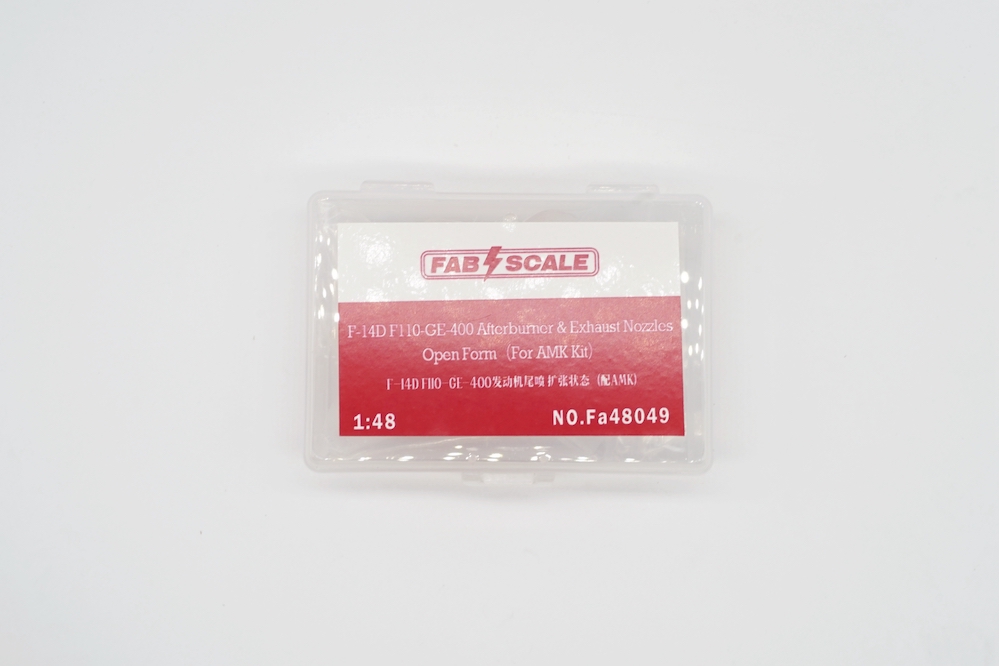 FAB SCALE
F-14D F110-GE-400 Afterburner & Exhaust Nozzles
Open Form (For AMK Kit)
F-14D F110-GE-400发动机尾喷 扩张状态 (配AMK)
1:48 NO.Fa48049